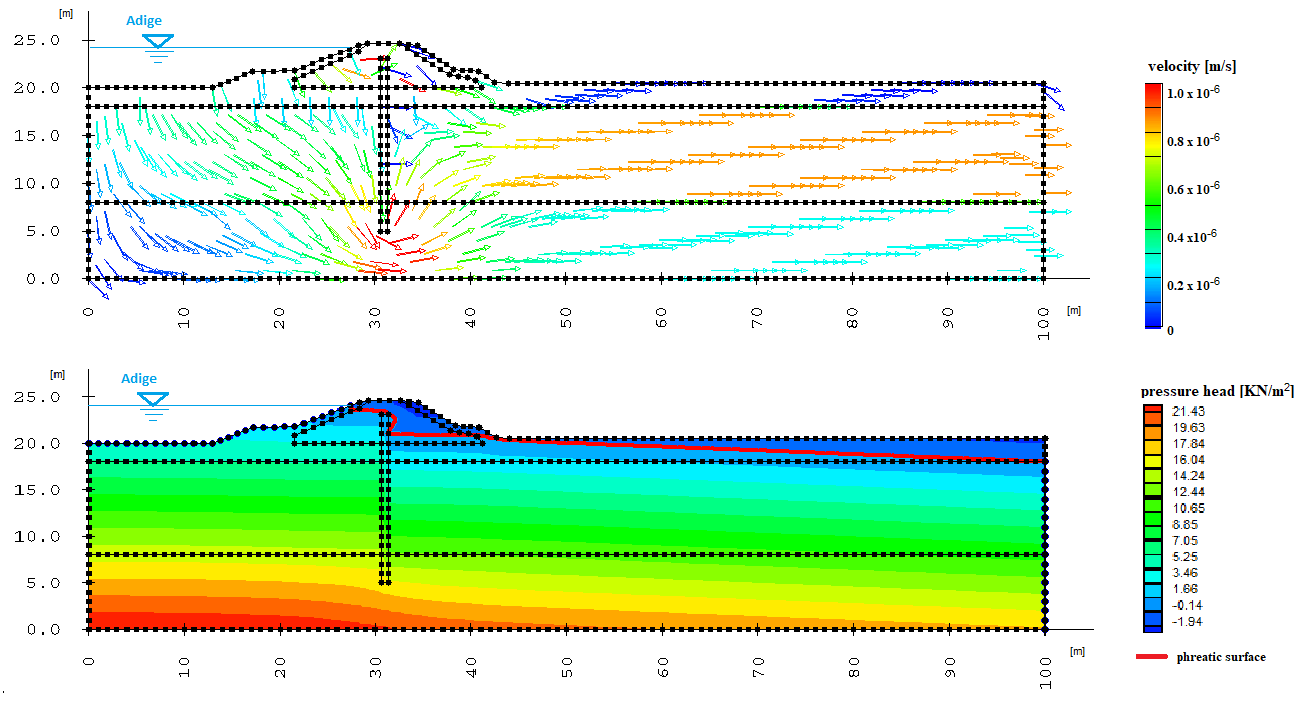 [m]
Adige
25.0
20.0
15.0
10.0
5.0
0.0
0 10 20 30 40 50 60 70 80 90 100
[m]
velocity [m/s]
1.0 x 10-6
0.8 x 10-6
0.6 x 10-6
0.4 x10-6
0.2 x 10-6
0
[m]
Adige
25.0
20.0
15.0
10.0
5.0
0.0
0 10 20 30 40 50 60 70 80 90 100
[m]
pressure head [KN/m2]
21.43
19.63
17.84
16.04
14.24
12.44
10.65
8.85
7.05
5.25
3.46
1.66
-0.14
-1.94
phreatic surface